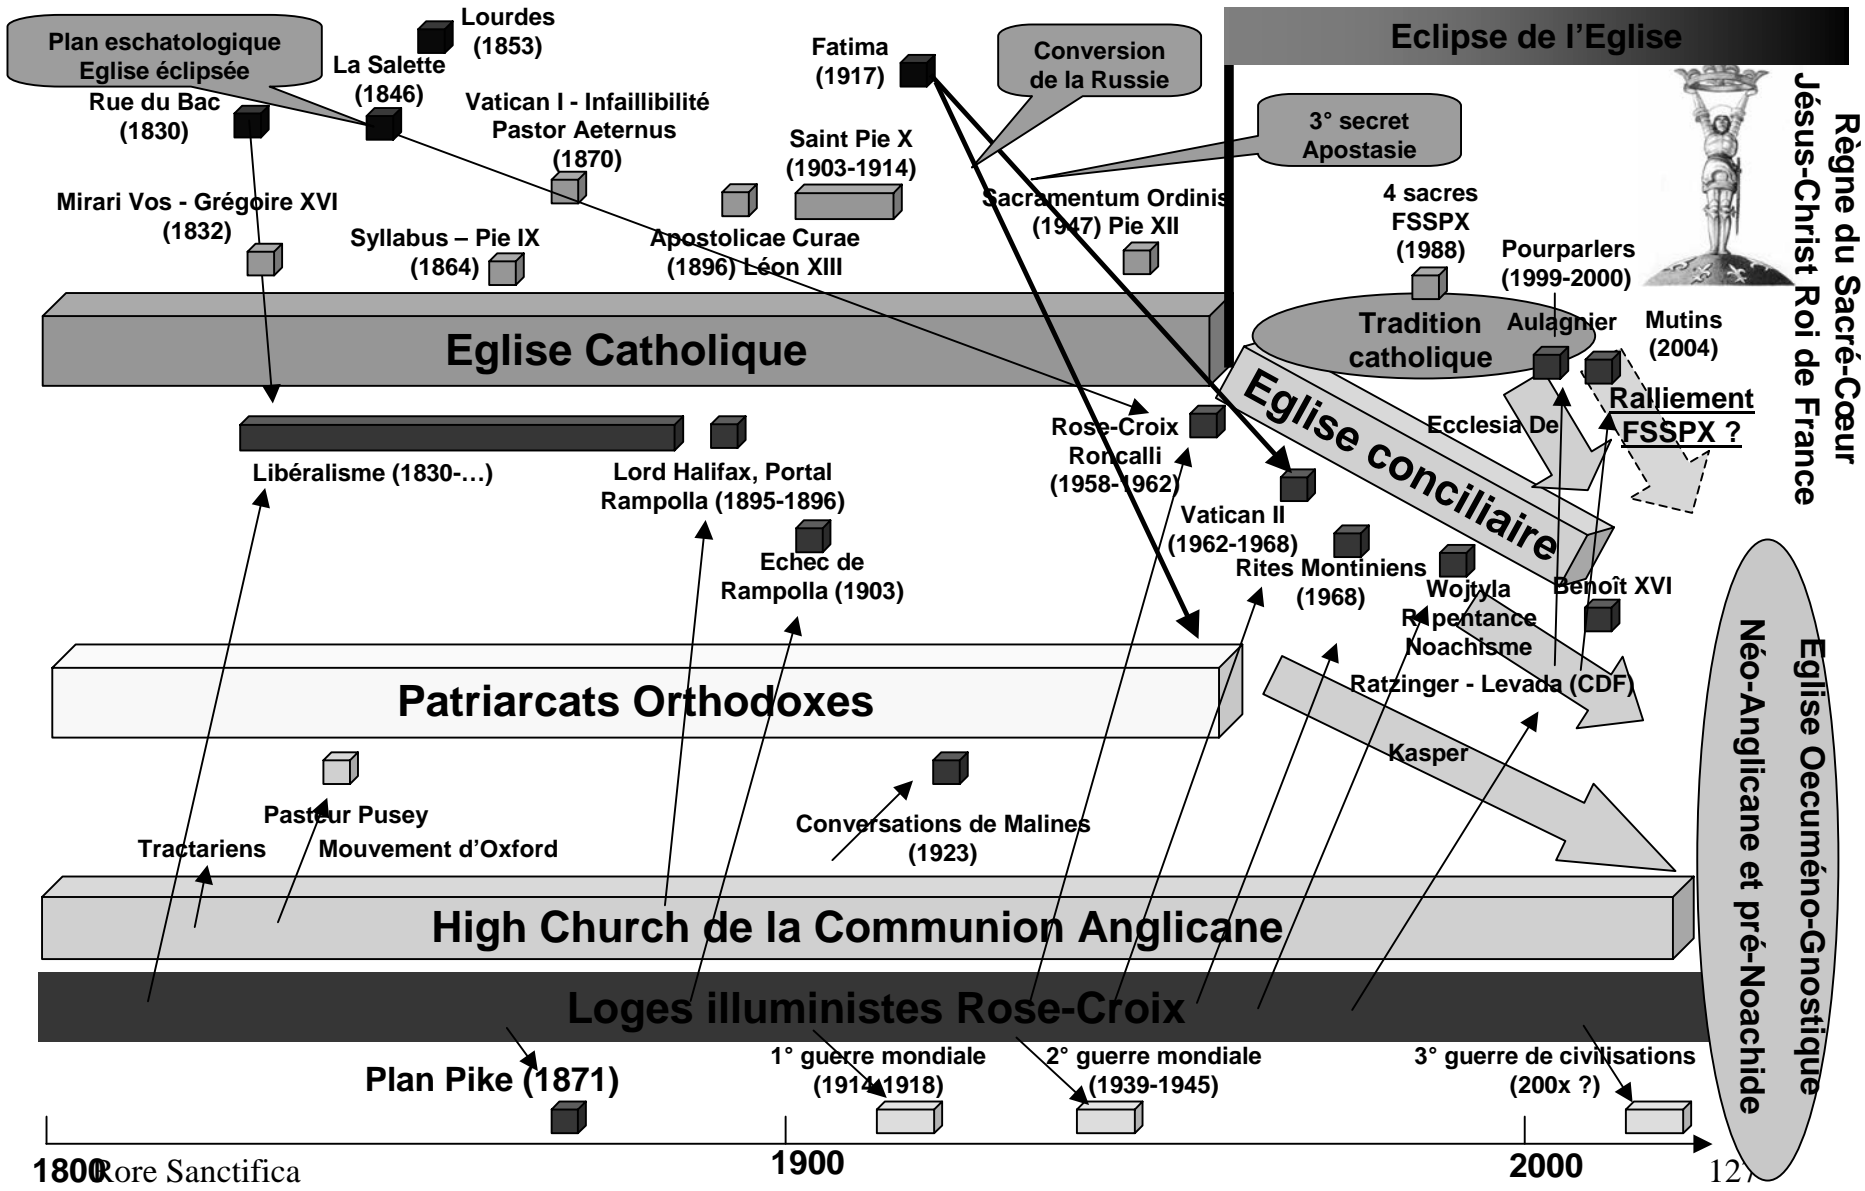 Plan eschatologique
Eglise éclipsée
Lourdes
(1853)
La Salette
(1846)
Rue du Bac
(1830)
Fatima
(1917)
Conversion
de la Russie
Eclipse de l'Eglise
3° secret
Apostasie
Vatican I - Infaillibilité
Pastor Aeternus
(1870)
Saint Pie X
(1903-1914)
Mirari Vos - Grégoire XVI
(1832)
Syllabus – Pie IX
(1864)
Apostolicae Curae
(1896) Léon XIII
Sacramentum Ordinis
(1947) Pie XII
4 sacres
FSSPX
(1988)
Pourparlers
(1999-2000)
Règne du Sacré-Cœur
Jésus-Christ Roi de France
Eglise Catholique
Tradition
catholique
Aulagnier
Mutins
(2004)
Ralliement
FSSPX ?
Ecclesia De
Eglise conciliaire
Libéralisme (1830-…)
Lord Halifax, Portal
Rampolla (1895-1896)
Echec de
Rampolla (1903)
Rose-Croix
Roncalli
(1958-1962)
Vatican II
(1962-1968)
Rites Montiniens
(1968)
Wojtyla
Repentance
Noachisme
Benoît XVI
Ratzinger - Levada (CDF)
Patriarcats Orthodoxes
Kasper
Pasteur Pusey
Tractariens
Mouvement d'Oxford
Conversations de Malines
(1923)
High Church de la Communion Anglicane
Loges illuministes Rose-Croix
Eglise Oecuméno-Gnostique
Néo-Anglicane et pré-Noachide
Plan Pike (1871)
1° guerre mondiale
(1914-1918)
2° guerre mondiale
(1939-1945)
3° guerre de civilisations
(200x ?)
1800
1900
2000
Rore Sanctifica
127